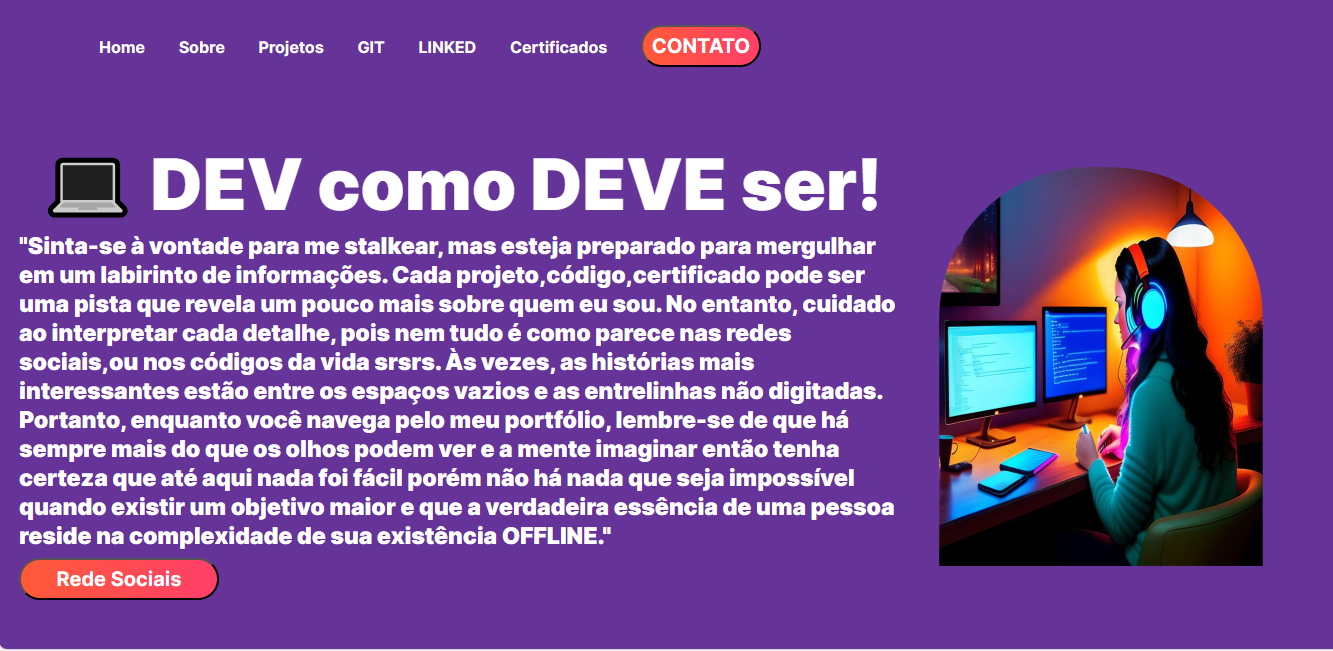 Home Sobre Projetos GIT LINKED Certificados CONTATO
DEV como DEVE ser!
"Sinta-se à vontade para me stalkear, mas esteja preparado para mergulhar
em um labirinto de informações. Cada projeto,código,certificado pode ser
uma pista que revela um pouco mais sobre quem eu sou. No entanto, cuidado
ao interpretar cada detalhe, pois nem tudo é como parece nas redes
sociais,ou nos códigos da vida srsrs. Às vezes, as histórias mais
interessantes estão entre os espaços vazios e as entrelinhas não digitadas.
Portanto, enquanto você navega pelo meu portfólio, lembre-se de que há
sempre mais do que os olhos podem ver e a mente imaginar então tenha
certeza que até aqui nada foi fácil porém não há nada que seja impossível
quando existir um objetivo maior e que a verdadeira essência de uma pessoa
reside na complexidade de sua existência OFFLINE."
Rede Sociais